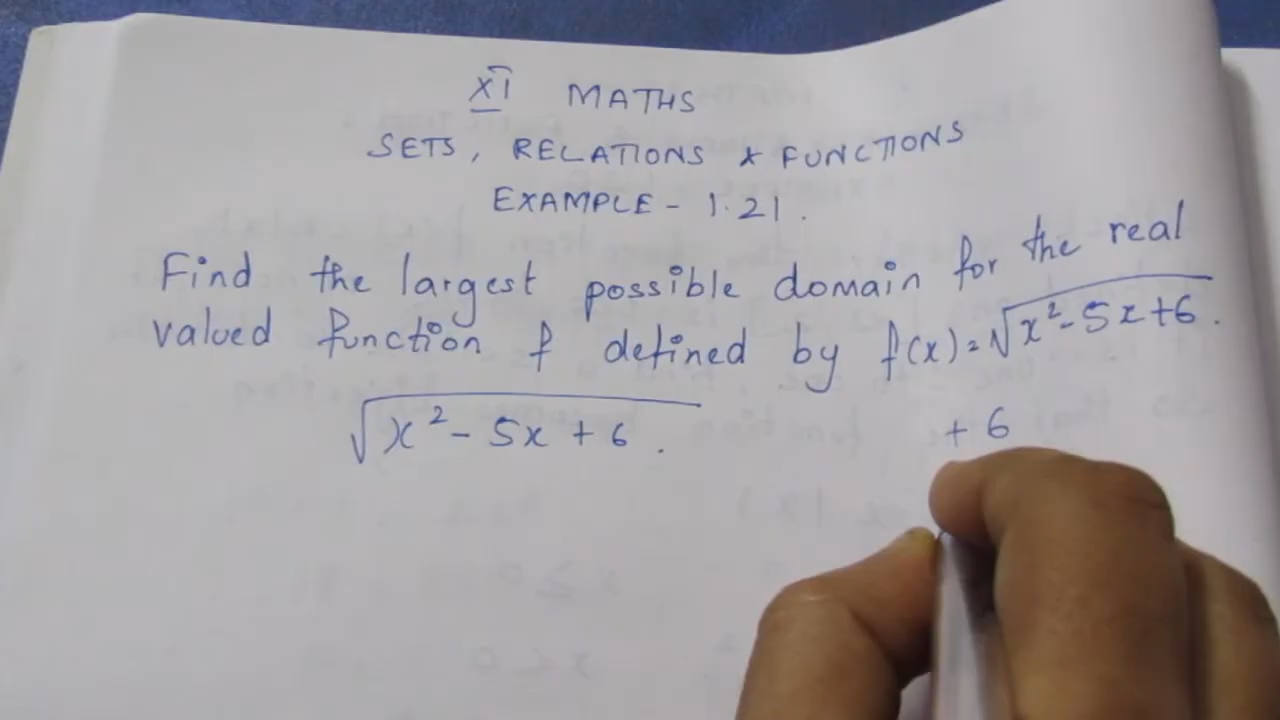 XI MATHS
SETS, RELATIONS & FUNCTIONS
EXAMPLE - 1.21.
Find the largest possible domain for the real
valued function f defined by f(x) = √x²-5x+6.
√x² - 5x + 6.
+ 6